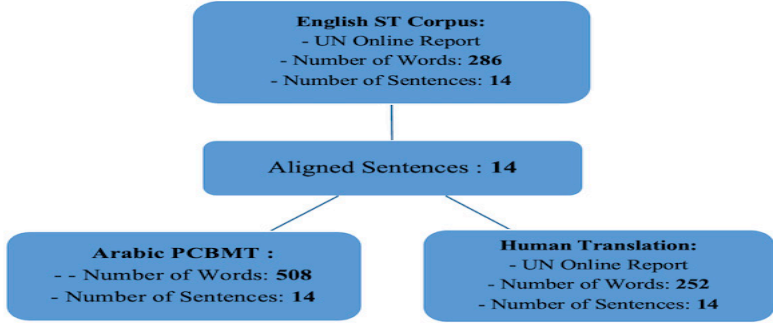 English ST Corpus:
- UN Online Report
- Number of Words: 286
- Number of Sentences: 14
Aligned Sentences : 14
Arabic PCBMT :
- - Number of Words: 508
- Number of Sentences: 14
Human Translation:
- UN Online Report
- Number of Words: 252
- Number of Sentences: 14